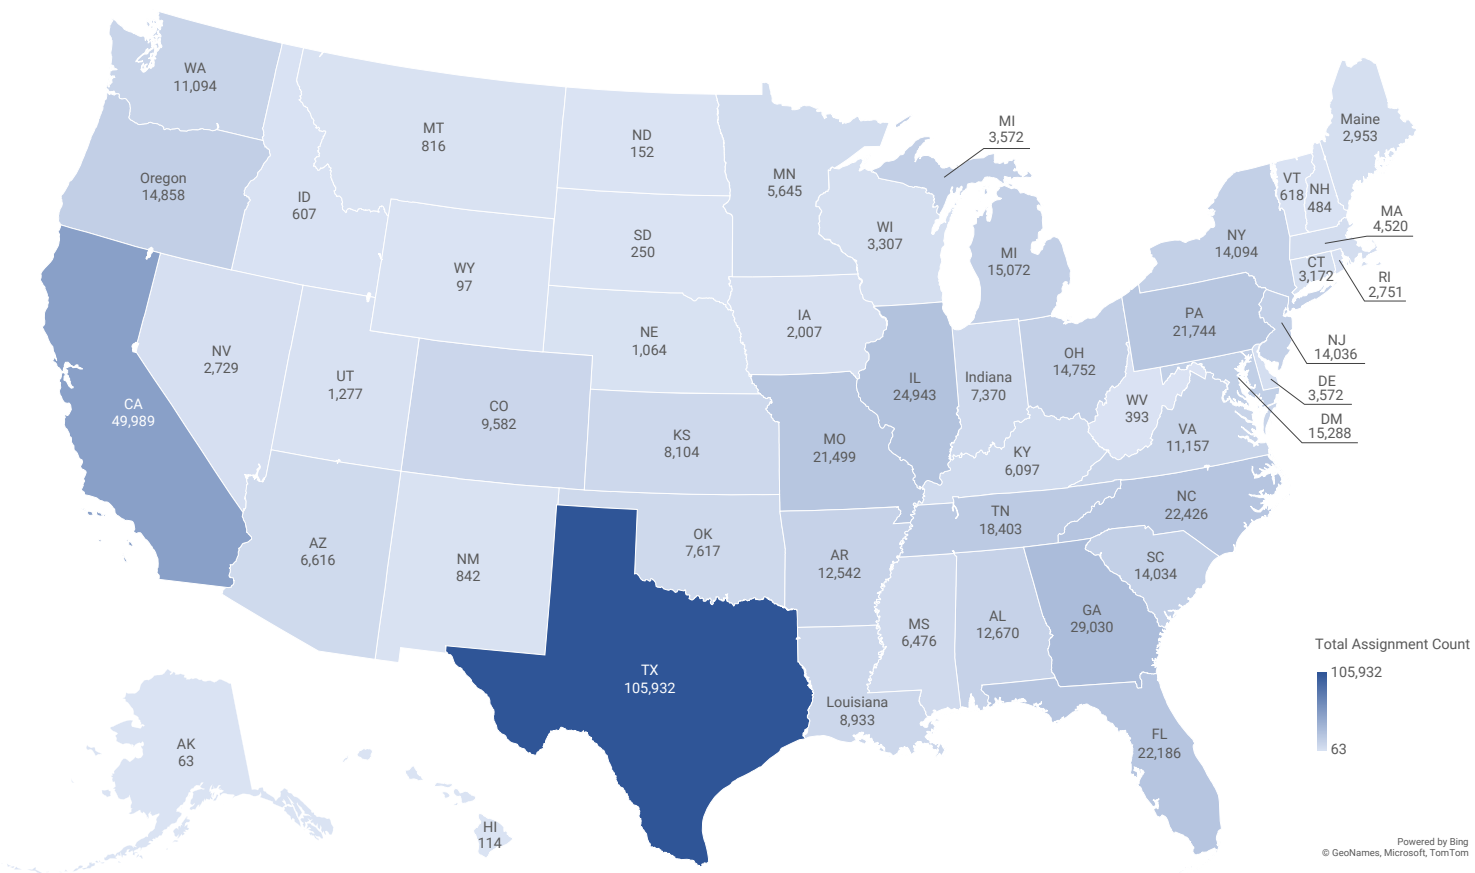 WA
11,094
MT
816
ND
152
MI
3,572
Maine
2,953
Oregon
14,858
ID
607
MN
5,645
VT
618
NH
484
MA
4,520
SD
250
WI
3,307
NY
14,094
MI
15,072
CT
3,172
RI
2,751
WY
97
IA
2,007
PA
21,744
NE
1,064
NJ
14,036
NV
2,729
UT
1,277
OH
14,752
IL
24,943
Indiana
7,370
DE
3,572
CA
49,989
CO
9,582
WV
393
DM
15,288
KS
8,104
MO
21,499
VA
11,157
KY
6,097
NC
22,426
TN
18,403
AZ
6,616
NM
842
OK
7,617
AR
12,542
SC
14,034
MS
6,476
AL
12,670
GA
29,030
TX
105,932
Louisiana
8,933
FL
22,186
AK
63
HI
114
Total Assignment Count
105,932
63
Powered by Bing
© GeoNames, Microsoft, TomTom